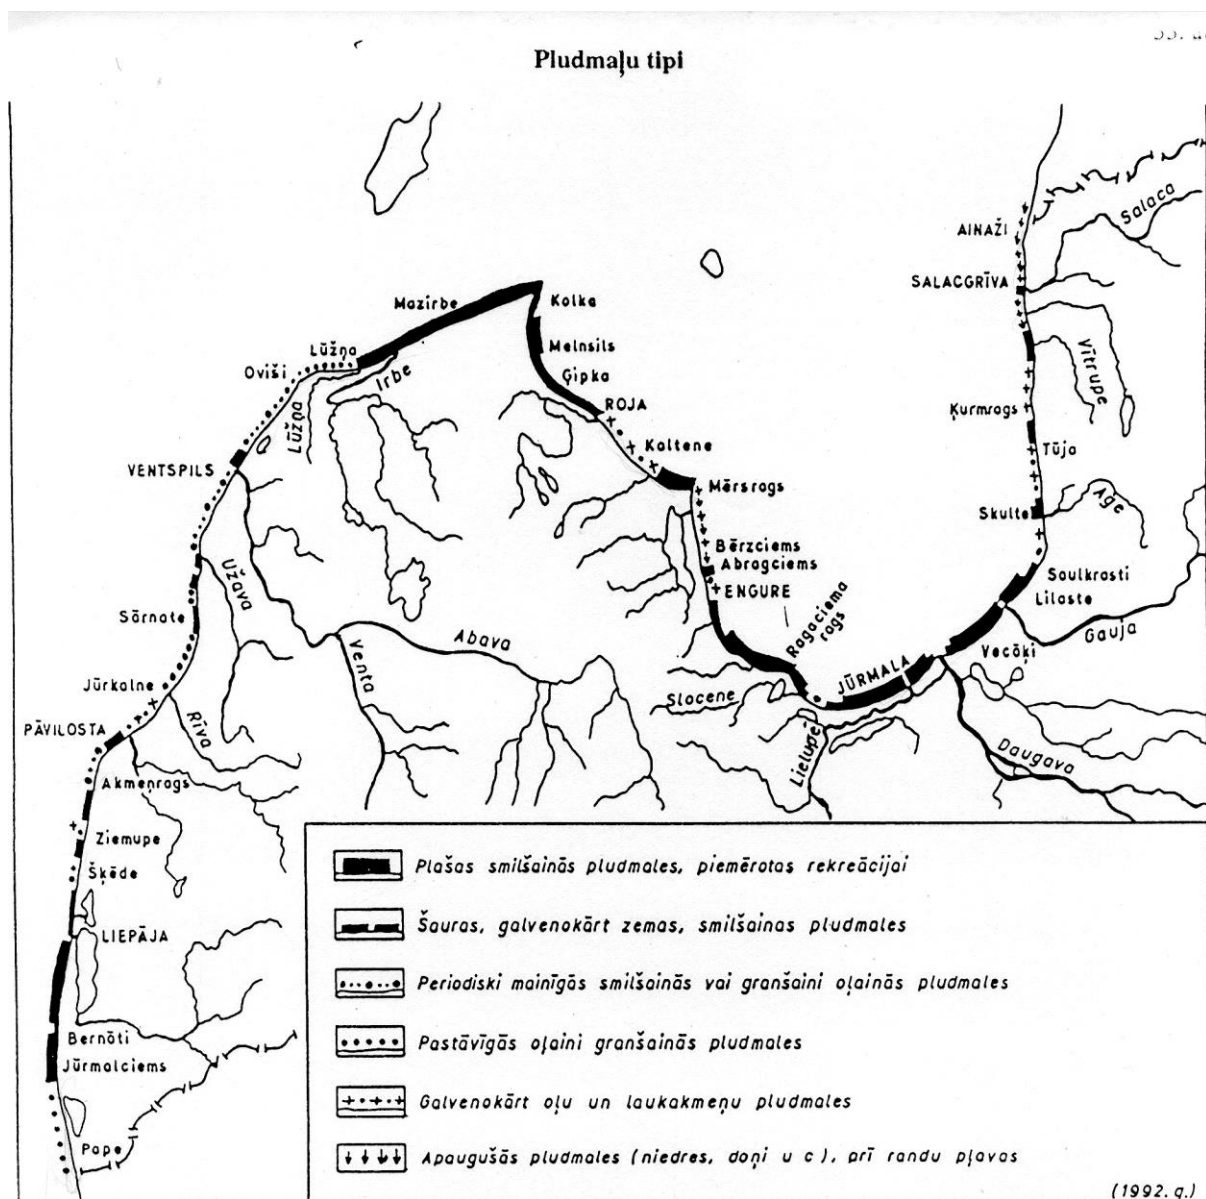 Pludmaļu tipi
AINAŽI
Salaca
SALACGRĪVA
Mazirbe
Kolka
Lūžņa
Melnsils
Vītrupe
Oviši
Irbe
Ģipka
Lūžņa
ROJA
Ķurmrags
Kaltene
Tūja
VENTSPILS
Mērsrags
Age
Skulte
Bērzciems
Abragciems
Užava
ENGURE
Saulkrasti
Lilaste
Sārnate
Ragaciema
rags
Abava
Gauja
Venta
Vecāķi
JŪRMALA
Jūrkalne
Slocene
PĀVILOSTA
Rīva
Lielupe
Daugava
Akmeņrags
Ziemupe
Šķēde
LIEPĀJA
Bernāti
Jūrmalciems
Pape
Plašas smilšainās pludmales, piemērotas rekreācijai
Šauras, galvenokārt zemas, smilšainas pludmales
Periodiski mainīgās smilšainās vai granšaini oļainās pludmales
Pastāvīgās oļaini granšainās pludmales
Galvenokārt oļu un laukakmeņu pludmales
Apaugušās pludmales (niedres, doņi u c), arī randu pļavas
(1992. g.)